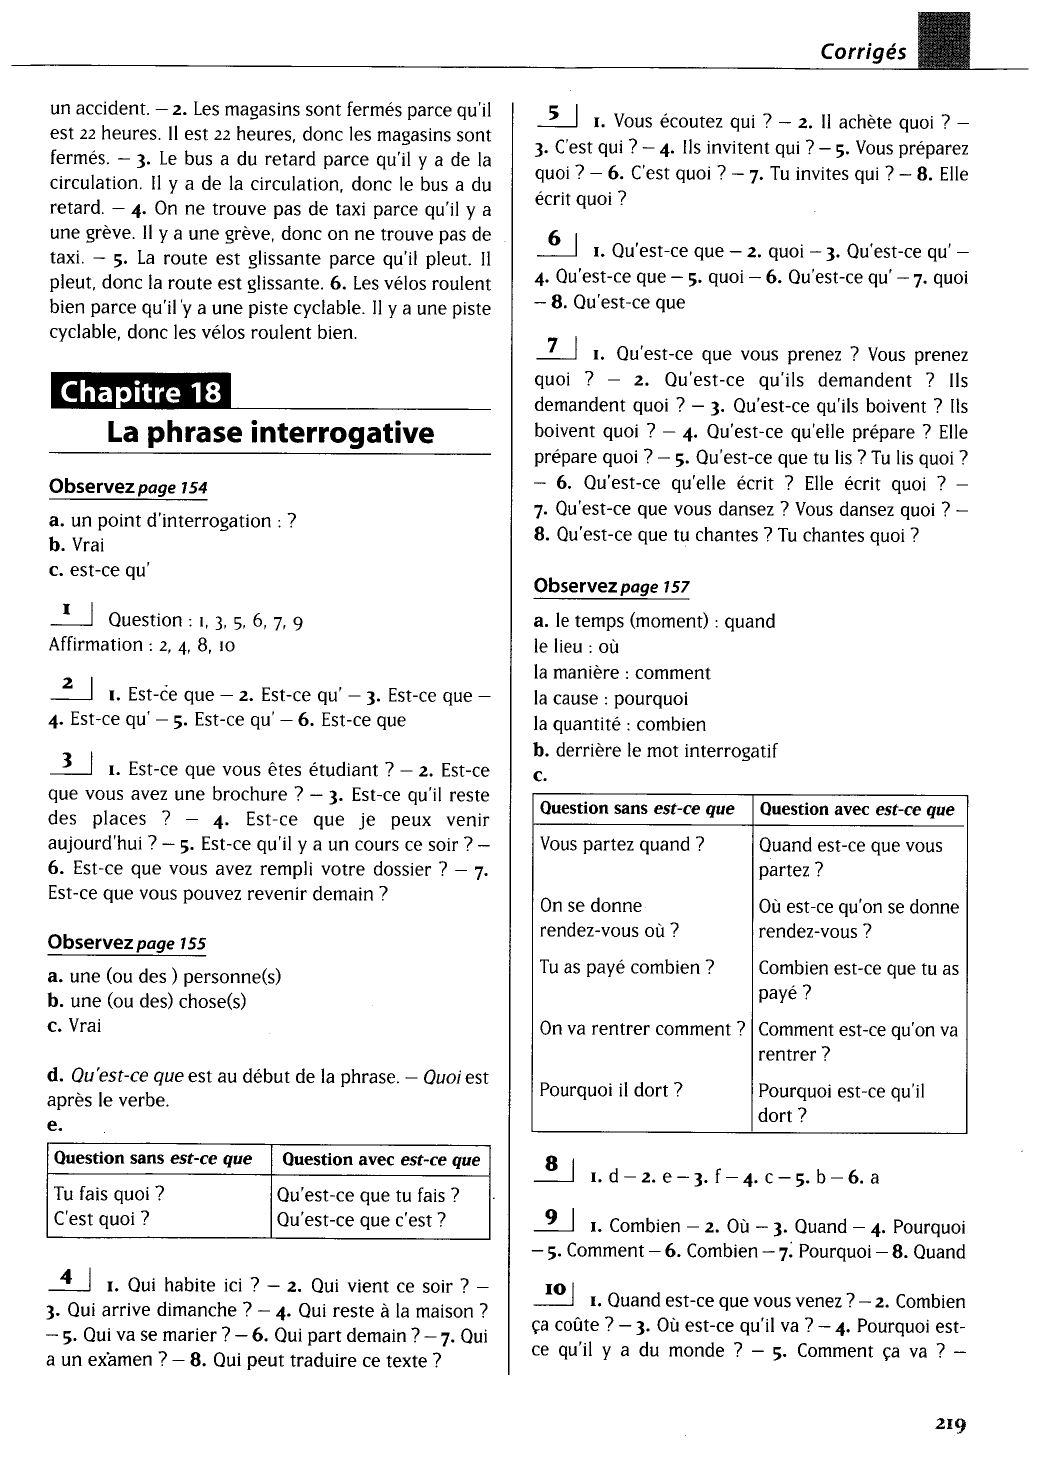 Corrigés
un accident. – 2. Les magasins sont fermés parce qu'il
est 22 heures. Il est 22 heures, donc les magasins sont
fermés. – 3. Le bus a du retard parce qu'il y a de la
circulation. Il y a de la circulation, donc le bus a du
retard. – 4. On ne trouve pas de taxi parce qu'il y a
une grève. Il y a une grève, donc on ne trouve pas de
taxi. – 5. La route est glissante parce qu'il pleut. Il
pleut, donc la route est glissante. 6. Les vélos roulent
bien parce qu'il y a une piste cyclable. Il y a une piste
cyclable, donc les vélos roulent bien.
Chapitre 18
La phrase interrogative
Observez page 154
a. un point d'interrogation : ?
b. Vrai
c. est-ce qu'
1 Question : 1, 3, 5, 6, 7, 9
Affirmation : 2, 4, 8, 10
2 1. Est-ce que – 2. Est-ce qu' – 3. Est-ce que –
4. Est-ce qu' – 5. Est-ce qu' – 6. Est-ce que
3 1. Est-ce que vous êtes étudiant ? – 2. Est-ce
que vous avez une brochure ? – 3. Est-ce qu'il reste
des places ? – 4. Est-ce que je peux venir
aujourd'hui ? – 5. Est-ce qu'il y a un cours ce soir ? –
6. Est-ce que vous avez rempli votre dossier ? – 7.
Est-ce que vous pouvez revenir demain ?
Observez page 155
a. une (ou des ) personne(s)
b. une (ou des) chose(s)
c. Vrai
d. Qu'est-ce que est au début de la phrase. – Quoi est
après le verbe.
e.
Question sans est-ce que Question avec est-ce que
Tu fais quoi ? Qu'est-ce que tu fais ?
C'est quoi ? Qu'est-ce que c'est ?
4 1. Qui habite ici ? – 2. Qui vient ce soir ? –
3. Qui arrive dimanche ? – 4. Qui reste à la maison ?
– 5. Qui va se marier ? – 6. Qui part demain ? – 7. Qui
a un examen ? – 8. Qui peut traduire ce texte ?
5 1. Vous écoutez qui ? – 2. Il achète quoi ? –
3. C'est qui ? – 4. Ils invitent qui ? – 5. Vous préparez
quoi ? – 6. C'est quoi ? – 7. Tu invites qui ? – 8. Elle
écrit quoi ?
6 1. Qu'est-ce que – 2. quoi – 3. Qu'est-ce qu' –
4. Qu'est-ce que – 5. quoi – 6. Qu'est-ce qu' – 7. quoi
– 8. Qu'est-ce que
7 1. Qu'est-ce que vous prenez ? Vous prenez
quoi ? – 2. Qu'est-ce qu'ils demandent ? Ils
demandent quoi ? – 3. Qu'est-ce qu'ils boivent ? Ils
boivent quoi ? – 4. Qu'est-ce qu'elle prépare ? Elle
prépare quoi ? – 5. Qu'est-ce que tu lis ? Tu lis quoi ?
– 6. Qu'est-ce qu'elle écrit ? Elle écrit quoi ? –
7. Qu'est-ce que vous dansez ? Vous dansez quoi ? –
8. Qu'est-ce que tu chantes ? Tu chantes quoi ?
Observez page 157
a. le temps (moment) : quand
le lieu : où
la manière : comment
la cause : pourquoi
la quantité : combien
b. derrière le mot interrogatif
c.
Question sans est-ce que Question avec est-ce que
Vous partez quand ? Quand est-ce que vous
partez ?
On se donne Où est-ce qu'on se donne
rendez-vous où ? rendez-vous ?
Tu as payé combien ? Combien est-ce que tu as
payé ?
On va rentrer comment ? Comment est-ce qu'on va
rentrer ?
Pourquoi il dort ? Pourquoi est-ce qu'il
dort ?
8 1. d – 2. e – 3. f – 4. c – 5. b – 6. a
9 1. Combien – 2. Où – 3. Quand – 4. Pourquoi
– 5. Comment – 6. Combien – 7. Pourquoi – 8. Quand
10 1. Quand est-ce que vous venez ? – 2. Combien
ça coûte ? – 3. Où est-ce qu'il va ? – 4. Pourquoi est-
ce qu'il y a du monde ? – 5. Comment ça va ? –
219